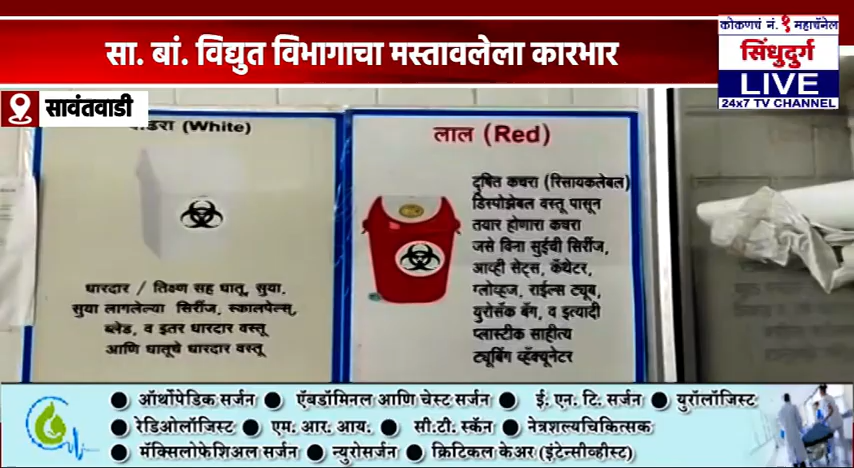 कोकणचं नं. १ महाचॅनेल
सिंधुदुर्ग
LIVE
24x7 TV CHANNEL
सा. बां. विद्युत विभागाचा मस्तावलेला कारभार
सावंतवाडी
(White)
धारदार / तिक्ष्ण सह धातू, सुया,
सुया लागलेल्या सिरींज, स्कालपेल्स,
ब्लेड, व इतर धारदार वस्तू
आणि धातूचे धारदार वस्तू
लाल (Red)
दुषित कचरा (रिसायकलेबल)
डिस्पोझेबल वस्तू पासून
तयार होणारा कचरा
जसे विना सुईची सिरींज,
आय्ही सेट्स, कॅथेटर,
ग्लोव्हज, राईल्स ट्यूब,
युरोसॅक बॅग, व इत्यादी
प्लास्टीक साहीत्य
ट्यूबिंग व्हॅक्यूनेटर
ऑर्थोपेडिक सर्जन ऍबडॉमिनल आणि चेस्ट सर्जन ई. एन. टि. सर्जन युरॉलॉजिस्ट
रेडिओलॉजिस्ट एम. आर. आय. सी.टी. स्कॅन नेत्रशल्यचिकित्सक
मॅक्सिलोफेशिअल सर्जन न्युरोसर्जन क्रिटिकल केअर (इंटेन्सीव्हीस्ट)